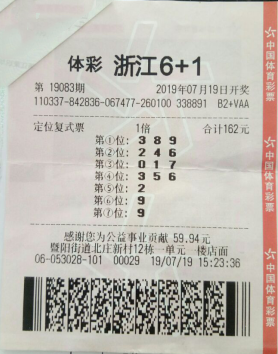 体彩 浙江6+1
第 19083期 2019年07月19日开奖
110337-842836-067477-260100 338891 B2+VAA
定位复式票 1倍 合计162元
第①位: 3 8 9
第②位: 2 4 6
第③位: 0 1 7
第④位: 3 5 6
第⑤位: 2
第⑥位: 9
第⑦位: 9
感谢您为公益事业贡献 59.94元
暨阳街道北庄新村12栋一单元 楼店面
06-053028-101 00029 19/07/19 15:23:36
中国体育彩票
中国体育彩票
中国体育彩票